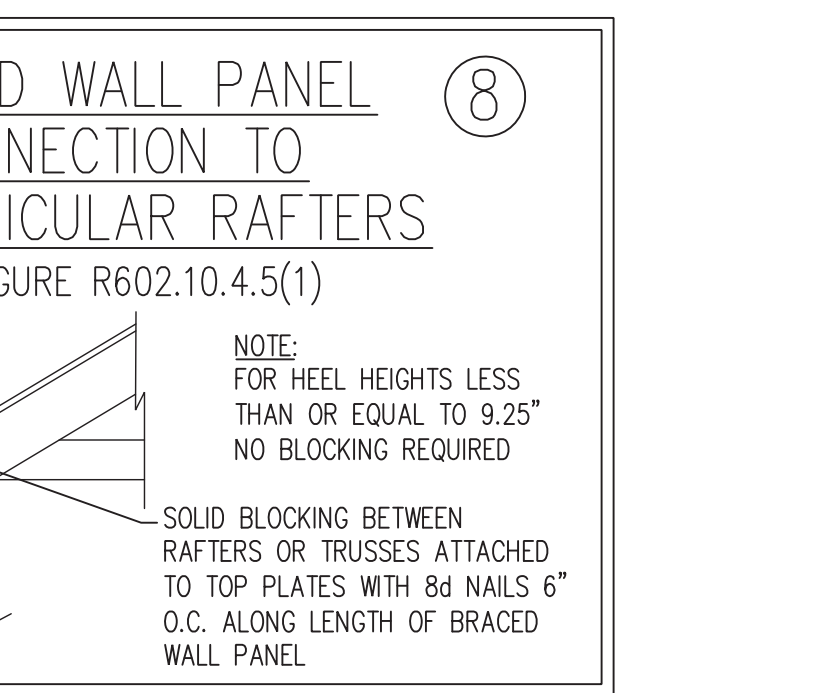 D WALL PANEL
8
NECTION TO
ICULAR RAFTERS
GURE R602.10.4.5(1)
NOTE:
FOR HEEL HEIGHTS LESS
THAN OR EQUAL TO 9.25”
NO BLOCKING REQUIRED
SOLID BLOCKING BETWEEN
RAFTERS OR TRUSSES ATTACHED
TO TOP PLATES WITH 8d NAILS 6”
O.C. ALONG LENGTH OF BRACED
WALL PANEL